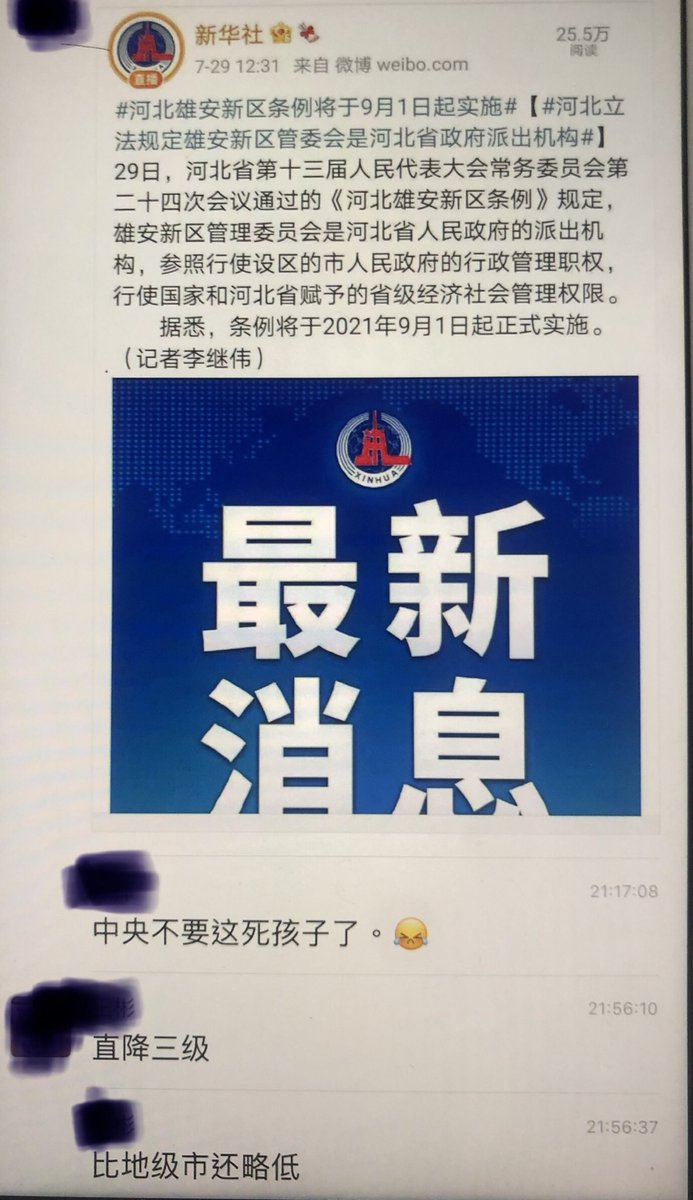 新华社
25.5万
阅读
7-29 12:31 来自 微博 weibo.com
直播
#河北雄安新区条例将于9月1日起实施#【#河北立
法规定雄安新区管委会是河北省政府派出机构#】
29日，河北省第十三届人民代表大会常务委员会第
二十四次会议通过的《河北雄安新区条例》规定，
雄安新区管理委员会是河北省人民政府的派出机
构，参照行使设区的市人民政府的行政管理职权，
行使国家和河北省赋予的省级经济社会管理权限。
据悉，条例将于2021年9月1日起正式实施。
（记者李继伟）
XINHUA
最新
消息
21:17:08
中央不要这死孩子了。
彬
21:56:10
直降三级
21:56:37
比地级市还略低